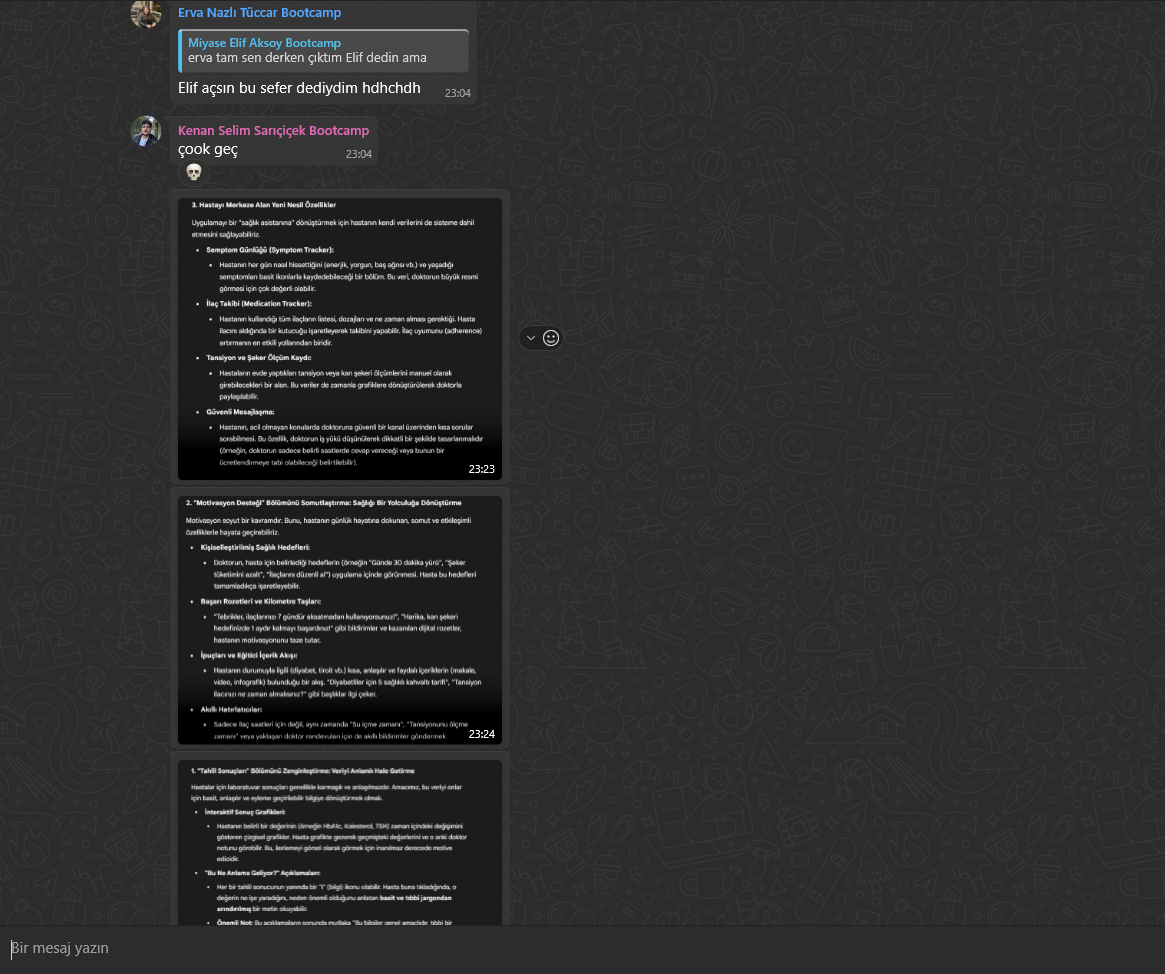 Erva Nazlı Tüccar Bootcamp
Miyase Elif Aksoy Bootcamp
erva tam sen derken çıktım Elif dedin ama
Elif açsın bu sefer dediydim hdhchdh
23:04
Kenan Selim Sarıçiçek Bootcamp
çook geç
23:04
3. Hastayı Merkeze Alan Yeni Nesil Özellikler
Uygulamayı bir "sağlık asistanına" dönüştürmek için hastanın kendi verilerini de sisteme dahil
etmesini sağlayabiliriz.
• Semptom Günlüğü (Symptom Tracker):
• Hastanın her gün nasıl hissettiğini (enerjik, yorgun, baş ağrısı vb.) ve yaşadığı
semptomları basit ikonlarla kaydedebileceği bir bölüm. Bu veri, doktorun büyük resmi
görmesi için çok değerli olabilir.
• İlaç Takibi (Medication Tracker):
• Hastanın kullandığı tüm ilaçların listesi, dozajları ve ne zaman alması gerektiği. Hasta
ilacını aldığında bir kutucuğu işaretleyerek takibini yapabilir. İlaç uyumunu (adherence)
artırmanın en etkili yollarından biridir.
• Tansiyon ve Şeker Ölçüm Kaydı:
• Hastaların evde yaptıkları tansiyon veya kan şekeri ölçümlerini manuel olarak
girebilecekleri bir alan. Bu veriler de zamanla grafiklere dönüştürülerek doktorla
paylaşılabilir.
• Güvenli Mesajlaşma:
• Hastanın, acil olmayan konularda doktoruna güvenli bir kanal üzerinden kısa sorular
sorabilmesi. Bu özellik, doktorun iş yükü düşünülerek dikkatli bir şekilde tasarlanmalıdır
(örneğin, doktorun sadece belirli saatlerde cevap vereceği veya bunun bir
ücretlendirmeye tabi olabileceği belirtilebilir).
23:23
2. "Motivasyon Desteği" Bölümünü Somutlaştırma: Sağlığı Bir Yolculuğa Dönüştürme
Motivasyon soyut bir kavramdır. Bunu, hastanın günlük hayatına dokunan, somut ve etkileşimli
özelliklerle hayata geçirebiliriz.
• Kişiselleştirilmiş Sağlık Hedefleri:
• Doktorun, hasta için belirlediği hedeflerin (örneğin "Günde 30 dakika yürü", "Şeker
tüketimini azalt", "İlaçlarını düzenli al") uygulama içinde görünmesi. Hasta bu hedefleri
tamamladıkça işaretleyebilir.
• Başarı Rozetleri ve Kilometre Taşları:
• "Tebrikler, ilaçlarınızı 7 gündür aksatmadan kullanıyorsunuz!", "Harika, kan şekeri
hedefinizde 1 aydır kalmayı başardınız!" gibi bildirimler ve kazanılan dijital rozetler,
hastanın motivasyonunu taze tutar.
• İpuçları ve Eğitici İçerik Akışı:
• Hastanın durumuyla ilgili (diyabet, tiroit vb.) kısa, anlaşılır ve faydalı içeriklerin (makale,
video, infografik) bulunduğu bir akış. "Diyabetliler için 5 sağlıklı kahvaltı tarifi", "Tansiyon
ilacınızı ne zaman almalısınız?" gibi başlıklar ilgi çeker.
• Akıllı Hatırlatıcılar:
• Sadece ilaç saatleri için değil, aynı zamanda "Su içme zamanı", "Tansiyonunu ölçme
zamanı" veya yaklaşan doktor randevuları için de akıllı bildirimler göndermek.
23:24
1. "Tahlil Sonuçları" Bölümünü Zenginleştirme: Veriyi Anlamlı Hale Getirme
Hastalar için laboratuvar sonuçları genellikle karmaşık ve anlaşılmazdır. Amacımız, bu veriyi onlar
için basit, anlaşılır ve eyleme geçirilebilir bilgiye dönüştürmek olmalı.
• İnteraktif Sonuç Grafikleri:
• Hastanın belirli bir değerinin (örneğin HbA1c, Kolesterol, TSH) zaman içindeki değişimini
gösteren çizgisel grafikler. Hasta grafikte gezerek geçmişteki değerlerini ve o anki doktor
notunu görebilir. Bu, ilerlemeyi görsel olarak görmek için inanılmaz derecede motive
edicidir.
• "Bu Ne Anlama Geliyor?" Açıklamaları:
• Her bir tahlil sonucunun yanında bir "i" (bilgi) ikonu olabilir. Hasta buna tıkladığında, o
değerin ne işe yaradığını, neden önemli olduğunu anlatan basit ve tıbbi jargondan
arındırılmış bir metin okuyabilir.
• Önemli Not: Bu açıklamaların sonunda mutlaka "Bu bilgiler genel amaçlıdır, tıbbi bir
Bir mesaj yazın